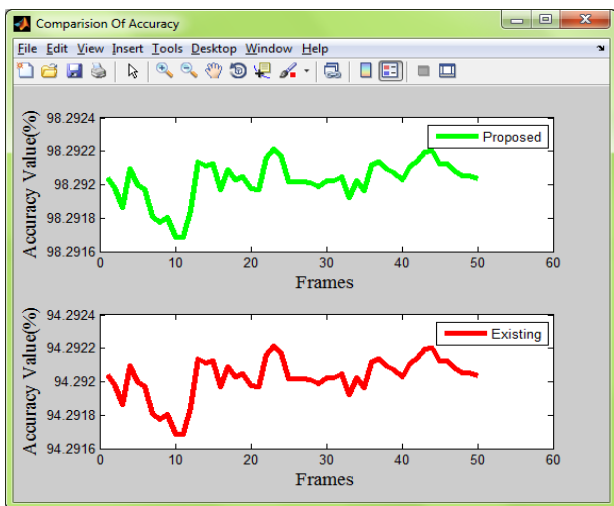 Comparision Of Accuracy
File Edit View Insert Tools Desktop Window Help
98.2924
98.2922
98.292
98.2918
98.2916
Accuracy Value(%)
Proposed
0 10 20 30 40 50 60
Frames
94.2924
94.2922
94.292
94.2918
94.2916
Accuracy Value(%)
Existing
0 10 20 30 40 50 60
Frames